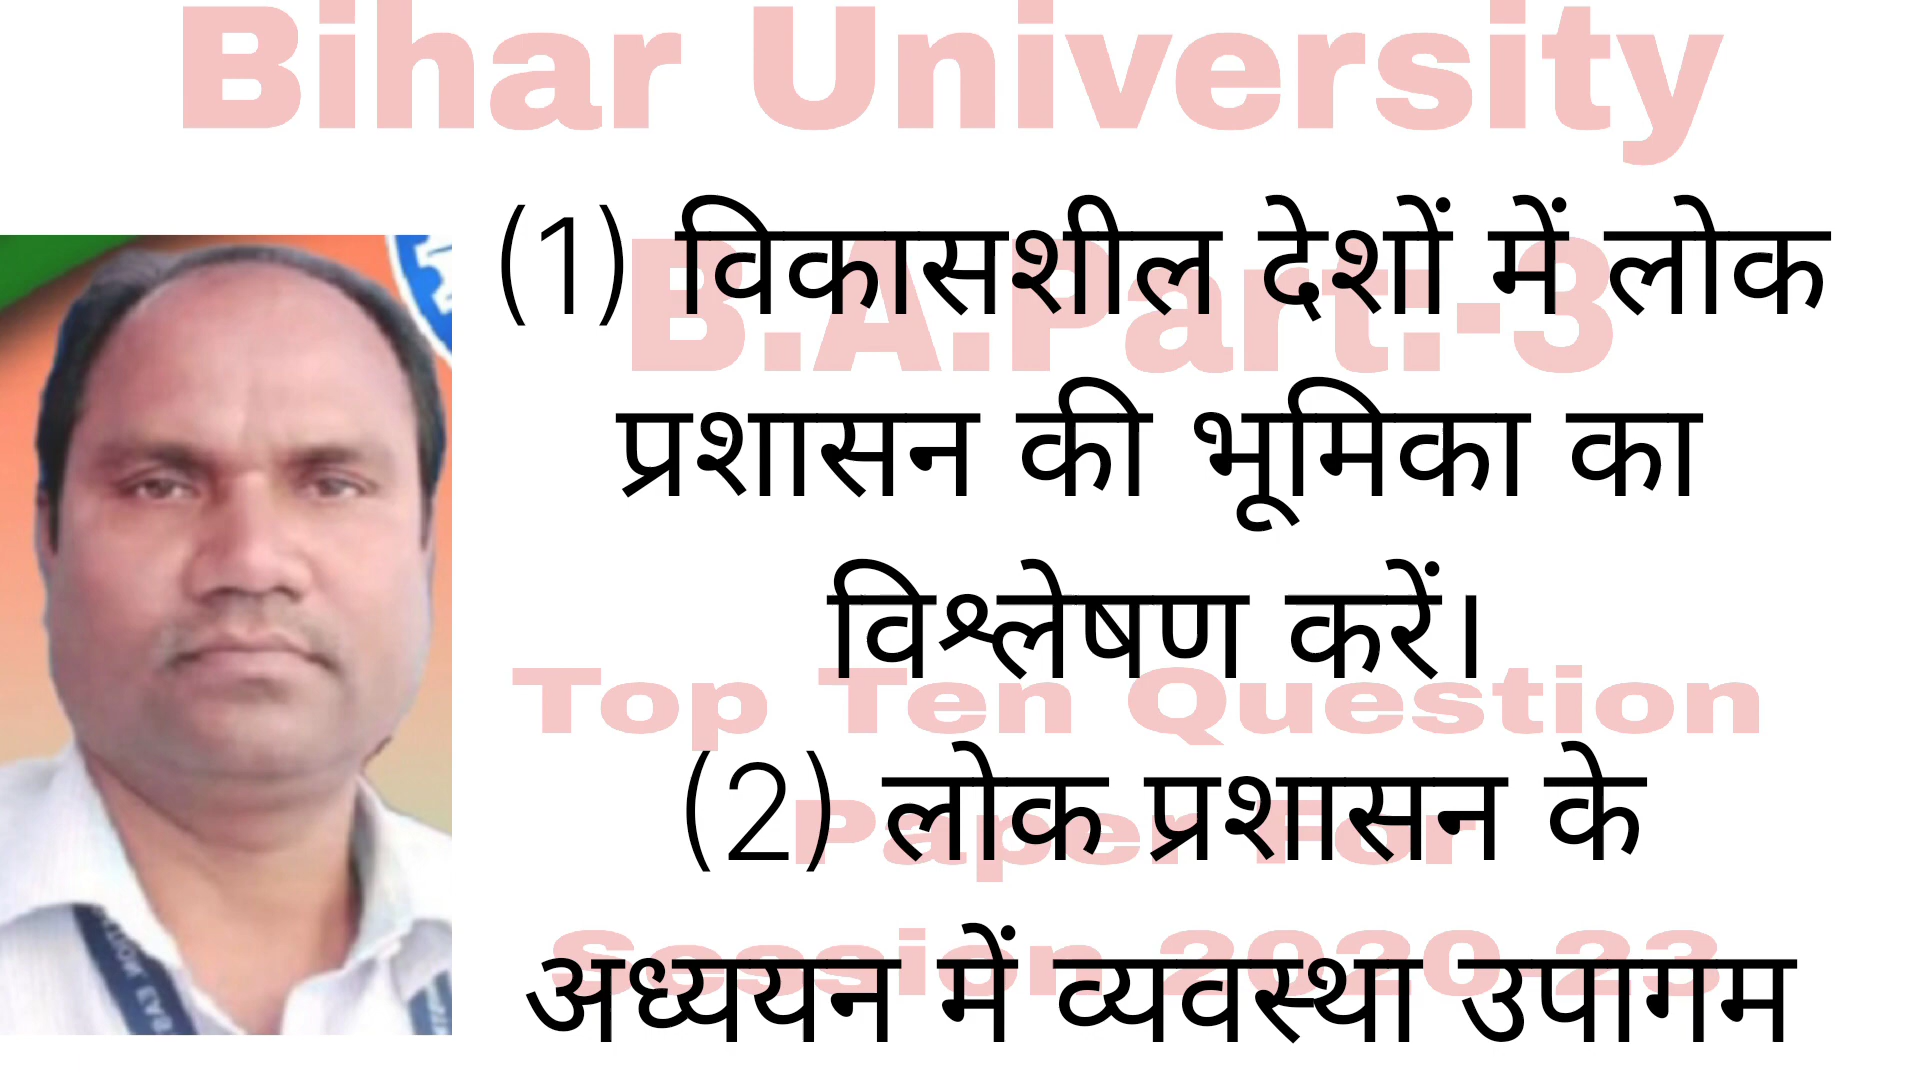 Bihar University
(1) विकासशील देशों में लोक
B.A.Part:-3
प्रशासन की भूमिका का
विश्लेषण करें।
Top Ten Question
(2) लोक प्रशासन के
Paper For
अध्ययन में व्यवस्था उपागम
Session 2020-23